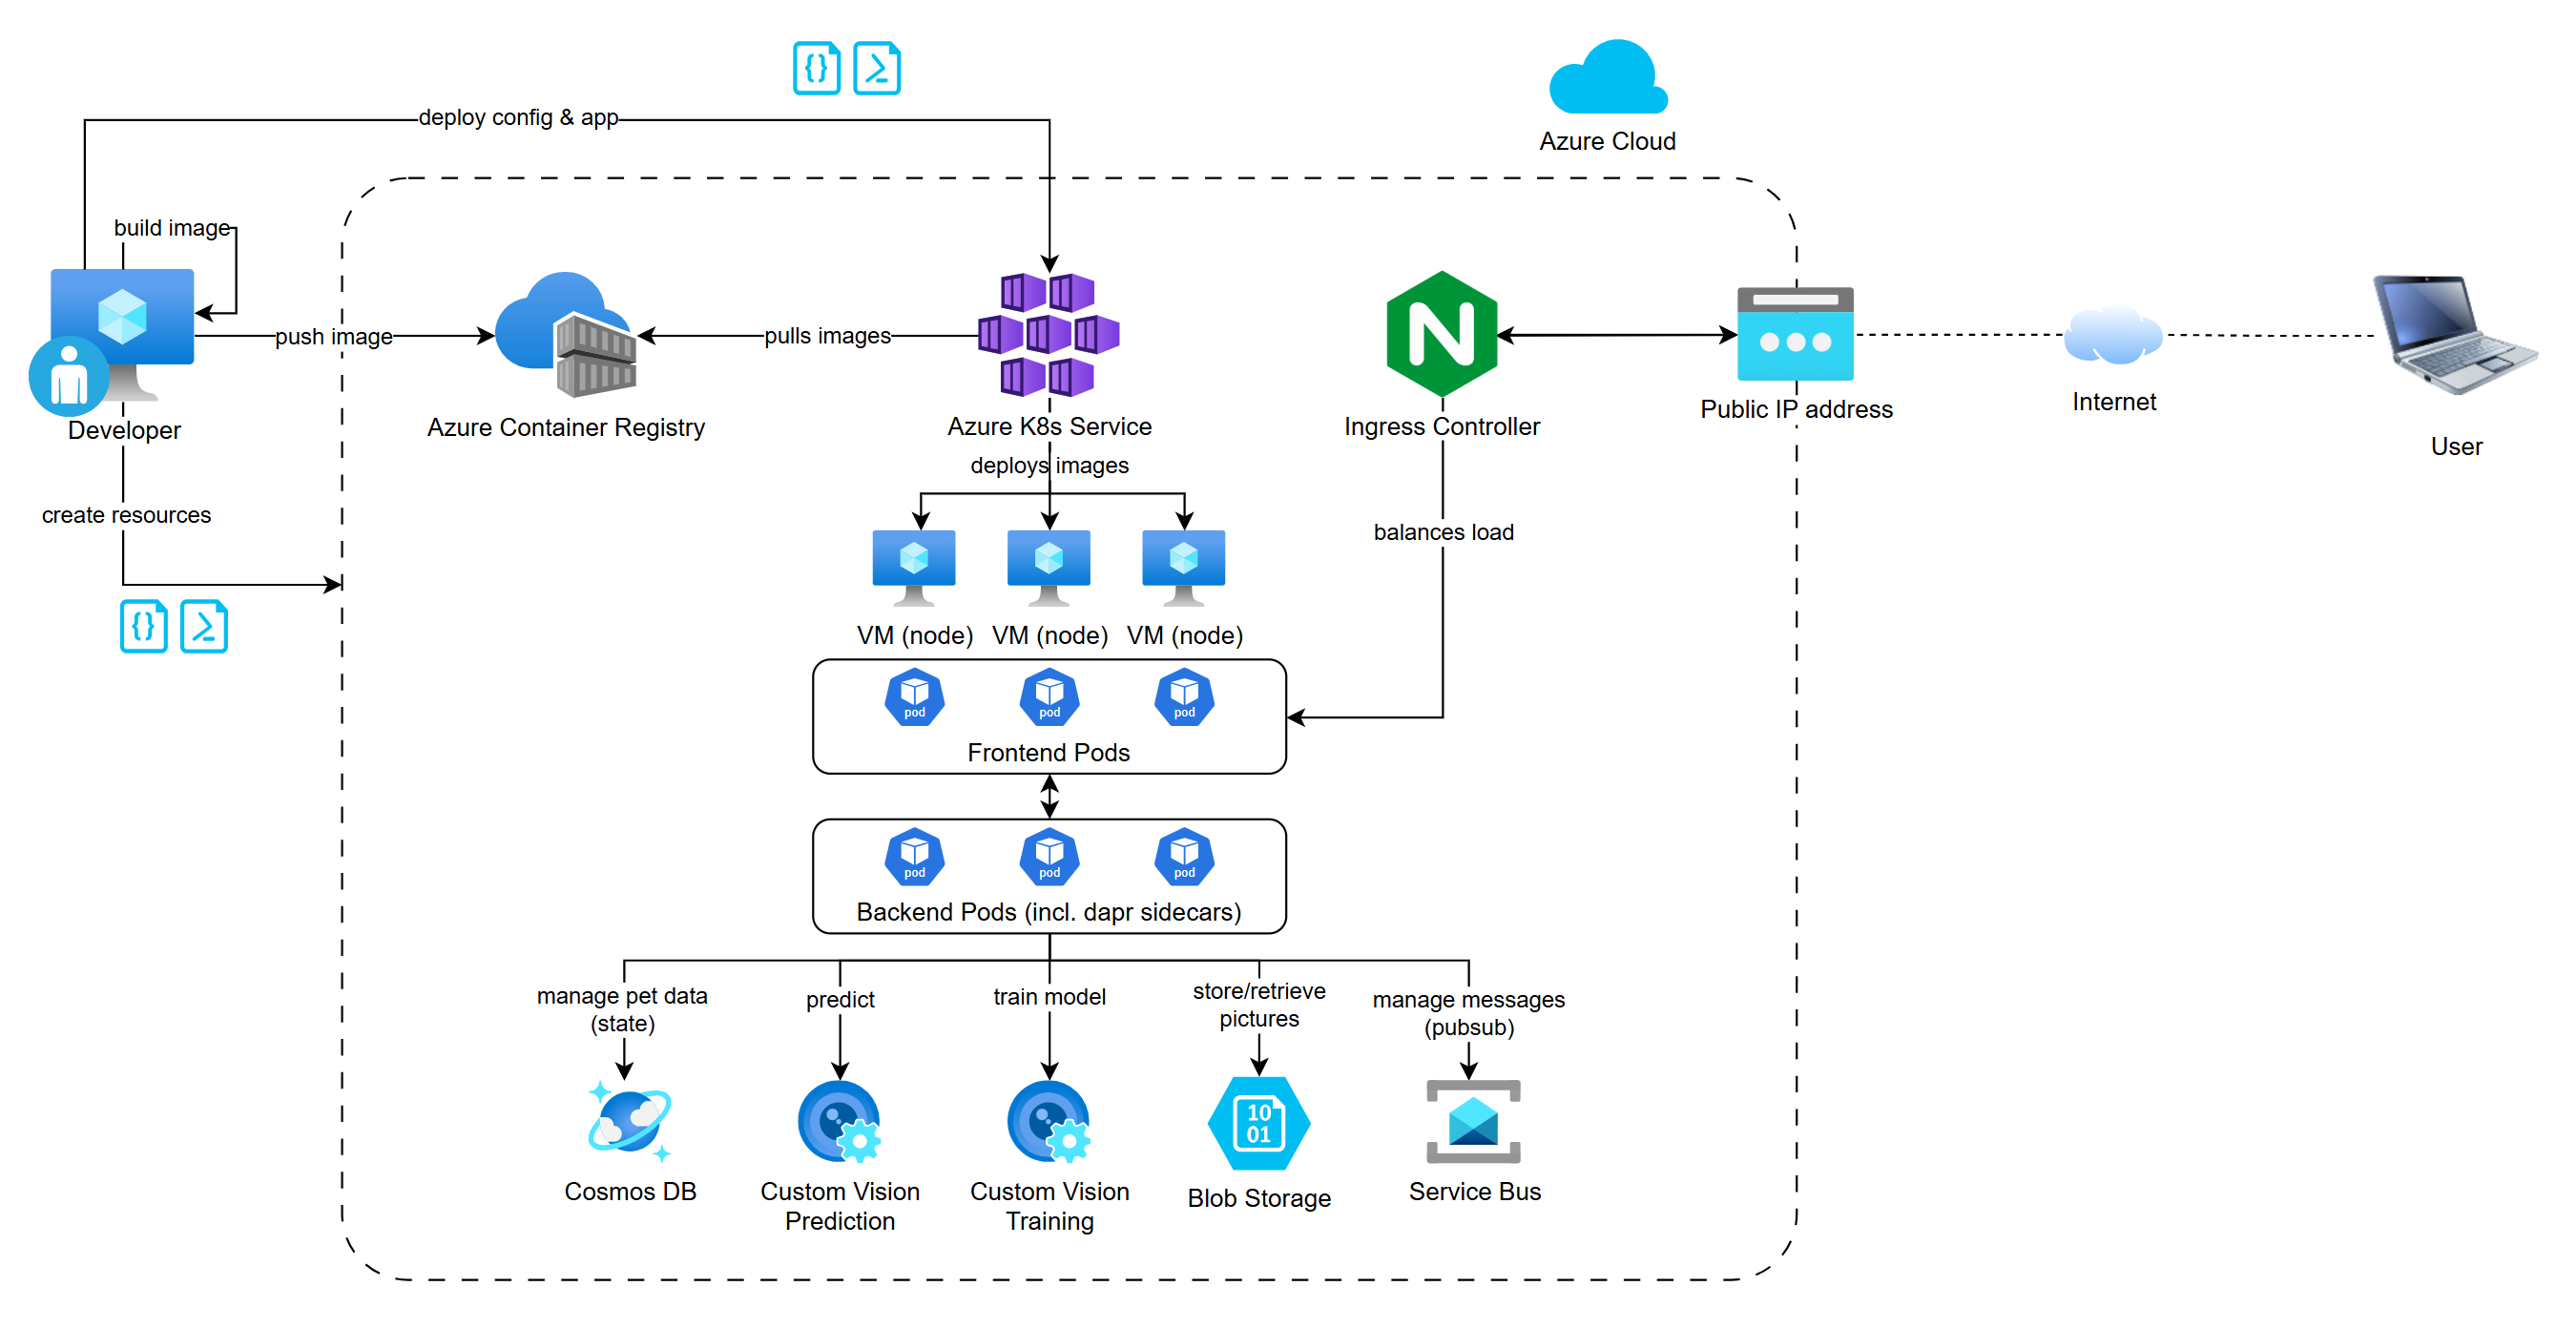 deploy config & app
Azure Cloud
build image
push image
pulls images
Developer
Azure Container Registry
Azure K8s Service
Ingress Controller
Public IP address
Internet
User
deploys images
create resources
balances load
VM (node)
VM (node)
VM (node)
pod
pod
pod
Frontend Pods
pod
pod
pod
Backend Pods (incl. dapr sidecars)
manage pet data
(state)
predict
train model
store/retrieve
pictures
manage messages
(pubsub)
10
01
Cosmos DB
Custom Vision
Prediction
Custom Vision
Training
Blob Storage
Service Bus